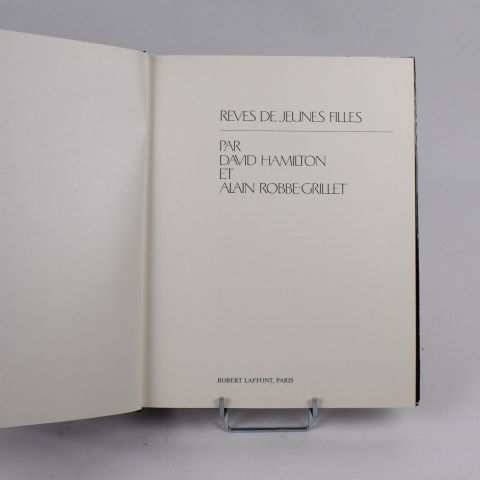 REVES DE JEUNES FILLES
PAR
DAVID HAMILTON
ET
ALAIN ROBBE-GRILLET
ROBERT LAFFONT, PARIS